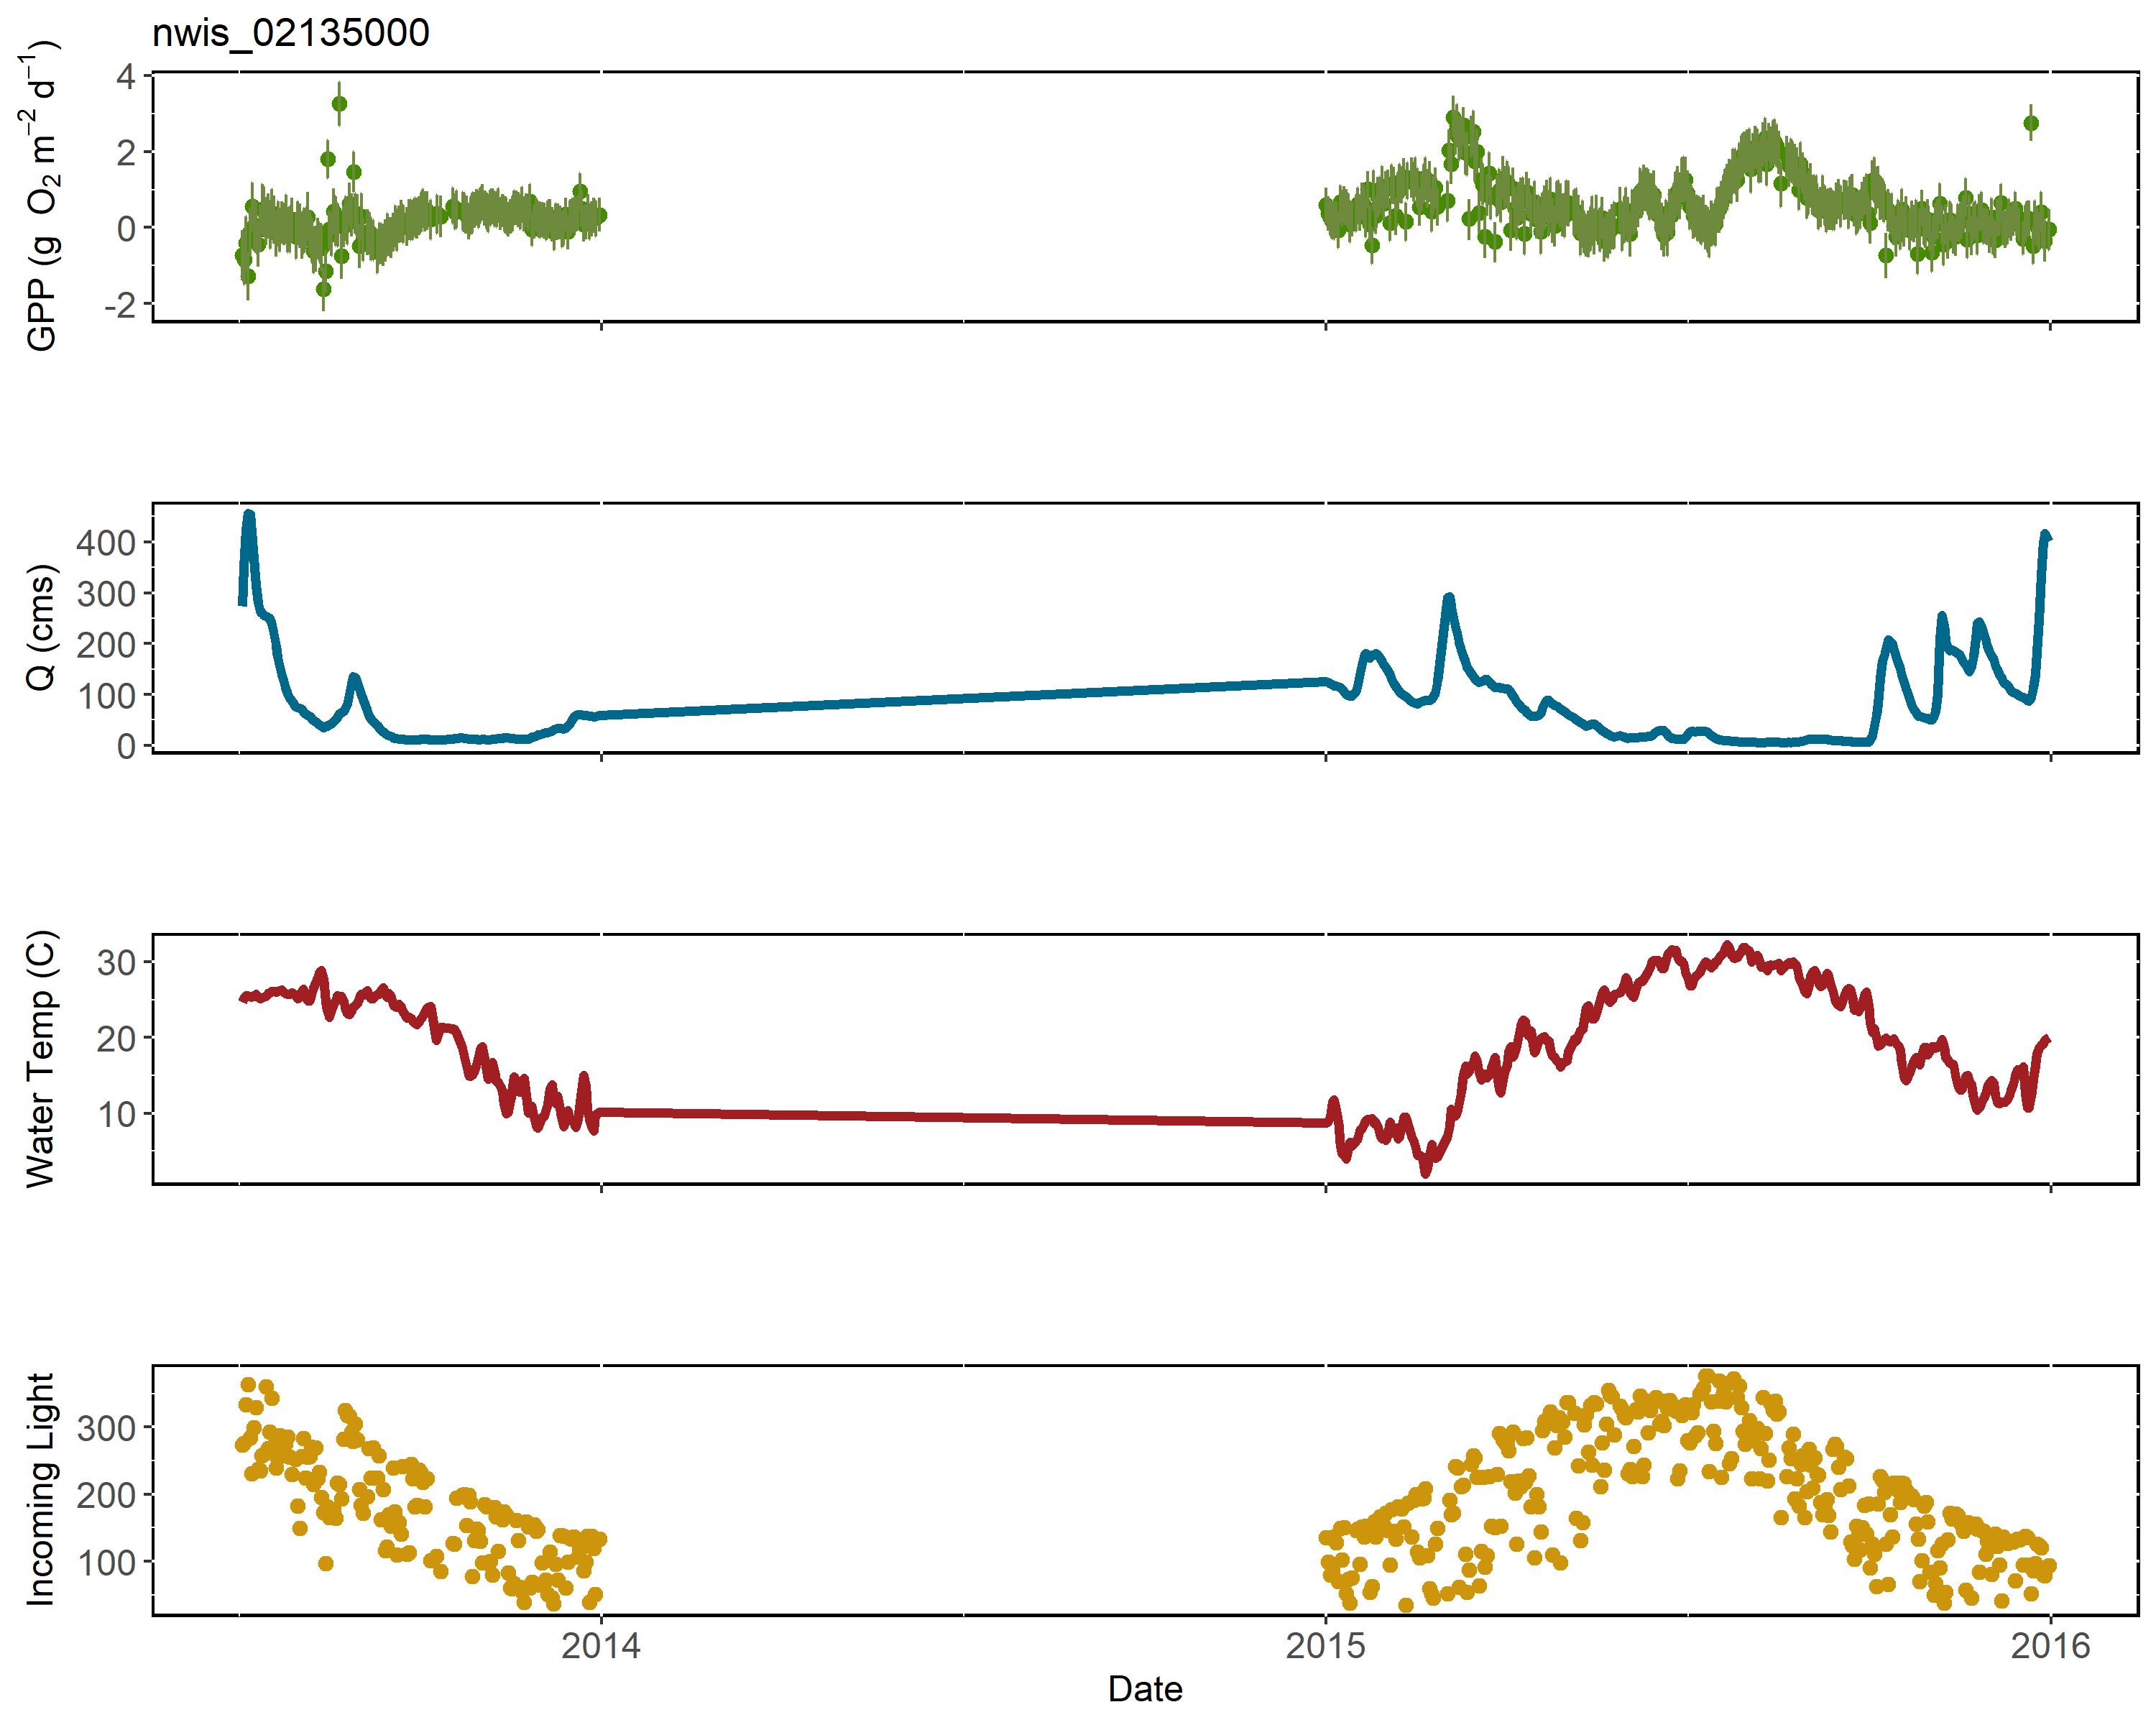 nwis_02135000
GPP (g O₂ m⁻² d⁻¹)
4
2
0
-2
Q (cms)
400
300
200
100
0
Water Temp (C)
30
20
10
Incoming Light
300
200
100
2014 2015 2016
Date